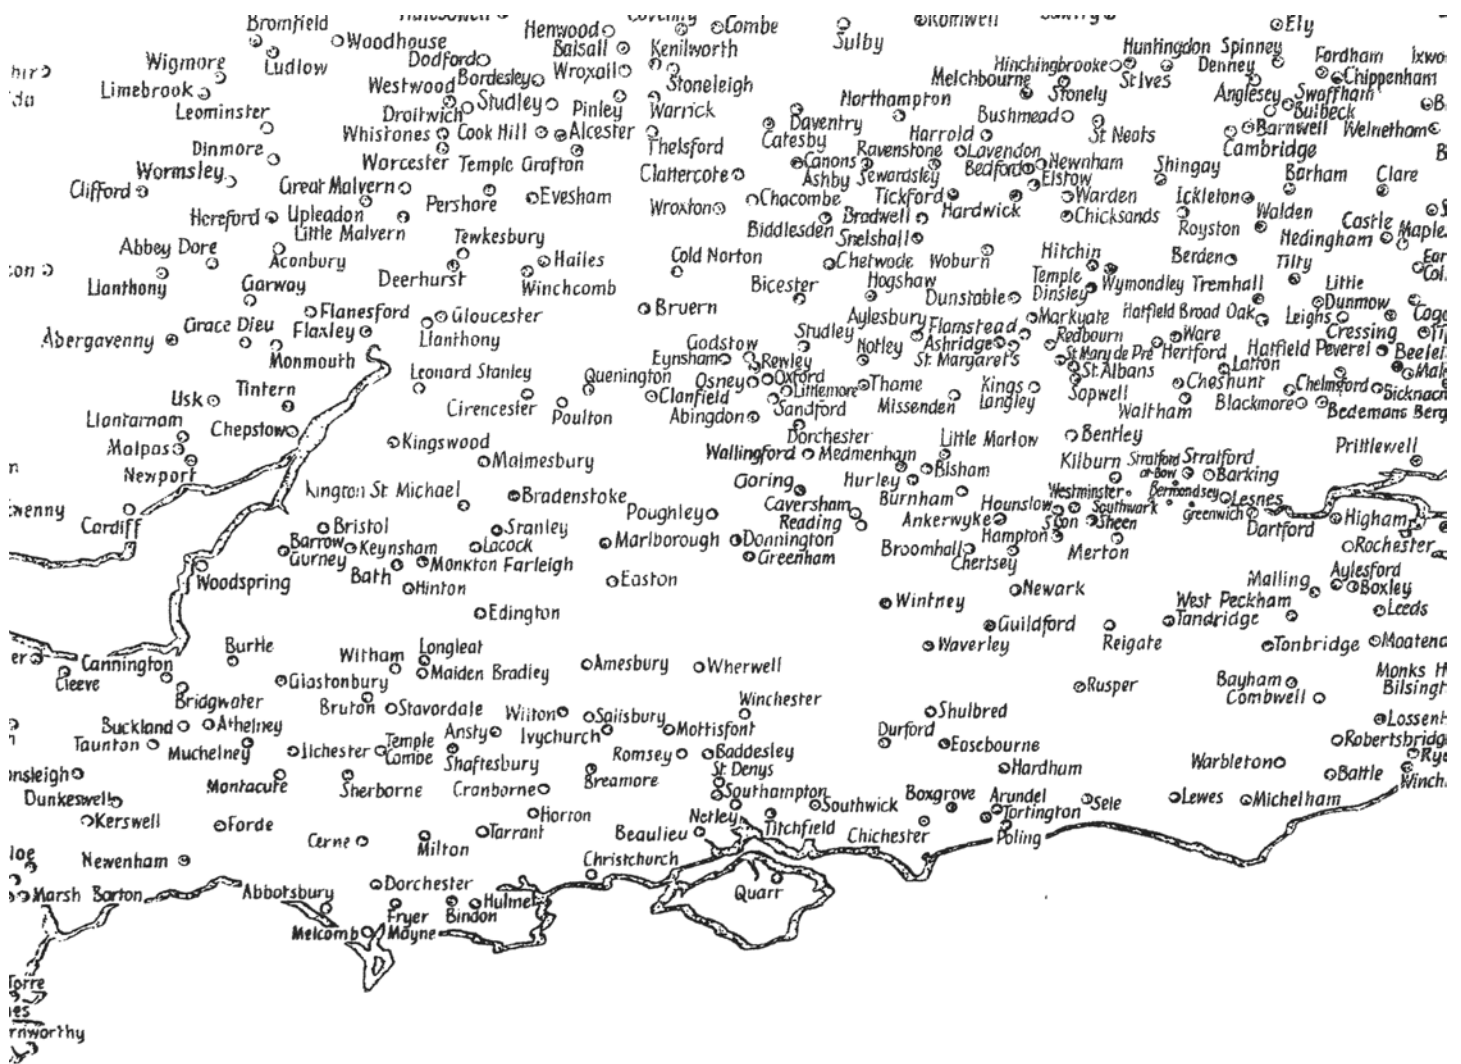 Bromfield
Henwood
Combe
Ely
Woodhouse
Balsall
Kenilworth
Sulby
Huntingdon
Spinney
Fordham
Wigmore
Ludlow
Dodford
Wroxall
Hinchingbrooke
St Ives
Denney
Chippenham
Limebrook
Westwood
Bordesley
Stoneleigh
Melchbourne
Stonely
Anglesey
Swaffham
Bulbeck
Leominster
Droitwich
Studley
Pinley
Warrick
Northampton
Bushmead
St Neots
Barnwell
Welnetham
Whistones
Cook Hill
Alcester
Daventry
Harrold
Cambridge
Dinmore
Worcester
Temple Grafton
Thelsford
Catesby
Canons
Ashby
Ravenstone
Lavendon
Newnham
Shingay
Wormsley
Clattercote
Sewardsley
Bedford
Elstow
Barham
Clare
Clifford
Great Malvern
Pershore
Evesham
Chacombe
Tickford
Warden
Ickleton
Hereford
Upleadon
Wroxton
Bradwell
Hardwick
Chicksands
Royston
Walden
Castle
Hedingham
Little Malvern
Biddlesden
Snelshall
Abbey Dore
Aconbury
Tewkesbury
Cold Norton
Chetwode
Woburn
Hitchin
Berden
Tilty
Llanthony
Deerhurst
Hailes
Winchcomb
Bicester
Hogshaw
Temple
Dinsley
Wymondley
Tremhall
Little
Dunmow
Garway
Bruern
Dunstable
Flanesford
Gloucester
Aylesbury
Markyate
Hatfield Broad Oak
Leighs
Abergavenny
Grace Dieu
Flaxley
Llanthony
Studley
Flamstead
Redbourn
Ware
Cressing
Monmouth
Godstow
Eynsham
Rewley
Notley
Ashridge
St. Margaret's
St Mary de Pre
Hertford
Hatfield Peverel
Leonard Stanley
Quenington
Osney
Oxford
St. Albans
Latton
Tintern
Usk
Cirencester
Poulton
Clanfield
Littlemore
Thame
Kings
Langley
Sopwell
Cheshunt
Chelmsford
Abingdon
Sandford
Missenden
Waltham
Blackmore
Bedemans Berg
Llantarnam
Chepstow
Kingswood
Dorchester
Little Marlow
Bentley
Prittlewell
Malpas
Malmesbury
Wallingford
Medmenham
Bisham
Kilburn
Stratford
at-Bow
Stratford
Barking
Newport
Goring
Hurley
Kington St Michael
Bradenstoke
Burnham
Westminster
Bermondsey
Lesnes
Cardiff
Poughley
Caversham
Reading
Ankerwyke
Hounslow
Southwark
Greenwich
Dartford
Higham
Bristol
Stanley
Syon
Sheen
Barrow
Gurney
Keynsham
Lacock
Marlborough
Donnington
Broomhall
Hampton
Merton
Rochester
Woodspring
Bath
Monkton Farleigh
Greenham
Chertsey
Aylesford
Hinton
Easton
Newark
Malling
Boxley
Edington
Wintney
West Peckham
Leeds
Guildford
Tandridge
Burtle
Longleat
Waverley
Reigate
Tonbridge
Cannington
Witham
Maiden Bradley
Amesbury
Wherwell
Cleeve
Glastonbury
Rusper
Bayham
Combwell
Bridgwater
Bruton
Stavordale
Wilton
Winchester
Shulbred
Buckland
Athelney
Ansty
Salisbury
Mottisfont
Durford
Taunton
Muchelney
Ilchester
Temple
Combe
Ivychurch
Easebourne
Shaftesbury
Romsey
Baddesley
Warbleton
Montacute
Sherborne
Cranborne
Breamore
St Denys
Hardham
Battle
Dunkeswell
Southampton
Southwick
Boxgrove
Arundel
Sele
Lewes
Michelham
Kerswell
Forde
Horton
Netley
Tortington
Cerne
Milton
Tarrant
Beaulieu
Titchfield
Chichester
Poling
Newenham
Christchurch
Marsh Barton
Abbotsbury
Dorchester
Hulme
Quarr
Fryer
Mayne
Bindon
Melcomb